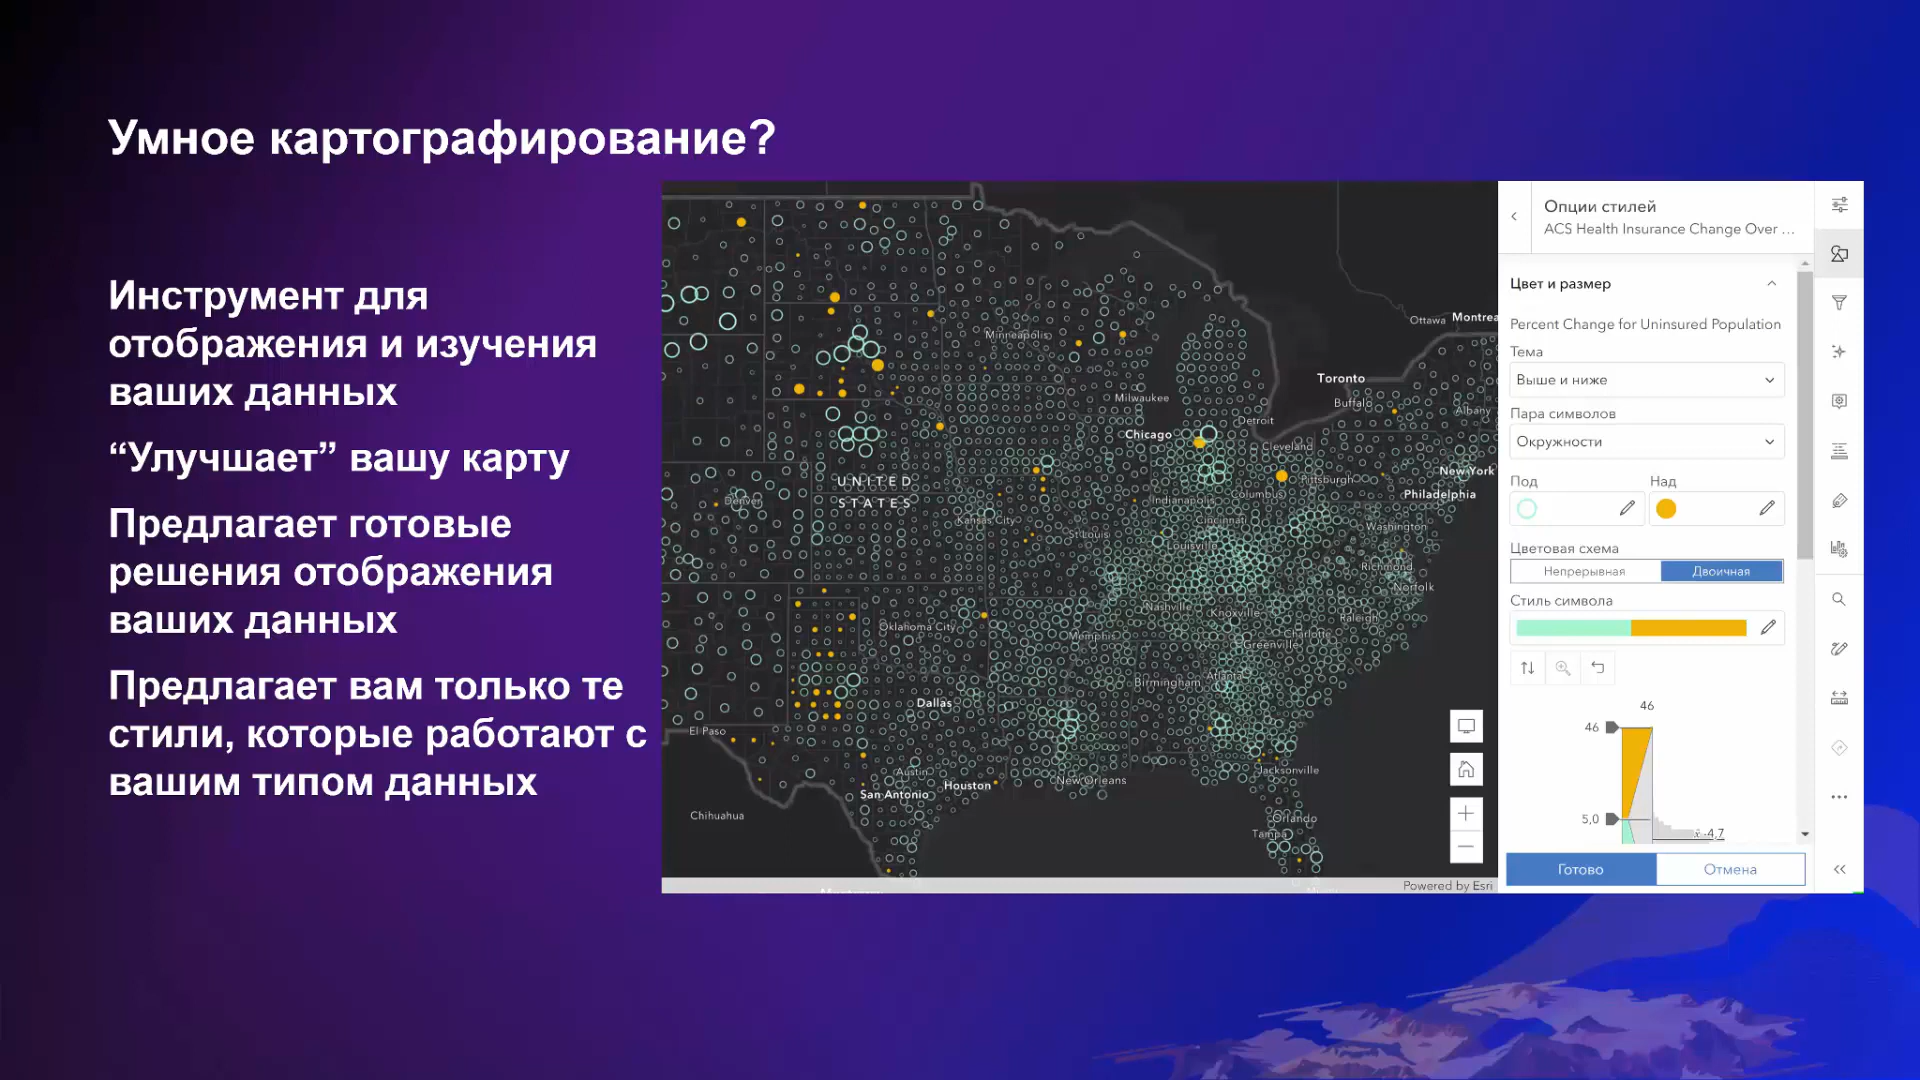 Умное картографирование?
Инструмент для
отображения и изучения
ваших данных
“Улучшает” вашу карту
Предлагает готовые
решения отображения
ваших данных
Предлагает вам только те
стили, которые работают с
вашим типом данных
Ottawa
Montrea
Minneapolis
Toronto
Buffalo
Milwaukee
Albany
Detroit
Chicago
Cleveland
New York
UNITED
STATES
Pittsburgh
Philadelphia
Denver
Indianapolis
Columbus
Kansas City
Cincinnati
Washington
St Louis
Louisville
Richmond
Norfolk
Nashville
Knoxville
Raleigh
Oklahoma City
Memphis
Charlotte
Greenville
Birmingham
Atlanta
Dallas
El Paso
Austin
Houston
San Antonio
New Orleans
Jacksonville
Chihuahua
Orlando
Tampa
Powered by Esri
Опции стилей
ACS Health Insurance Change Over ...
Цвет и размер
Percent Change for Uninsured Population
Тема
Выше и ниже
Пара символов
Окружности
Под Над
Цветовая схема
Непрерывная Двоичная
Стиль символа
46
46
5,0
x̄ -4,7
Готово Отмена